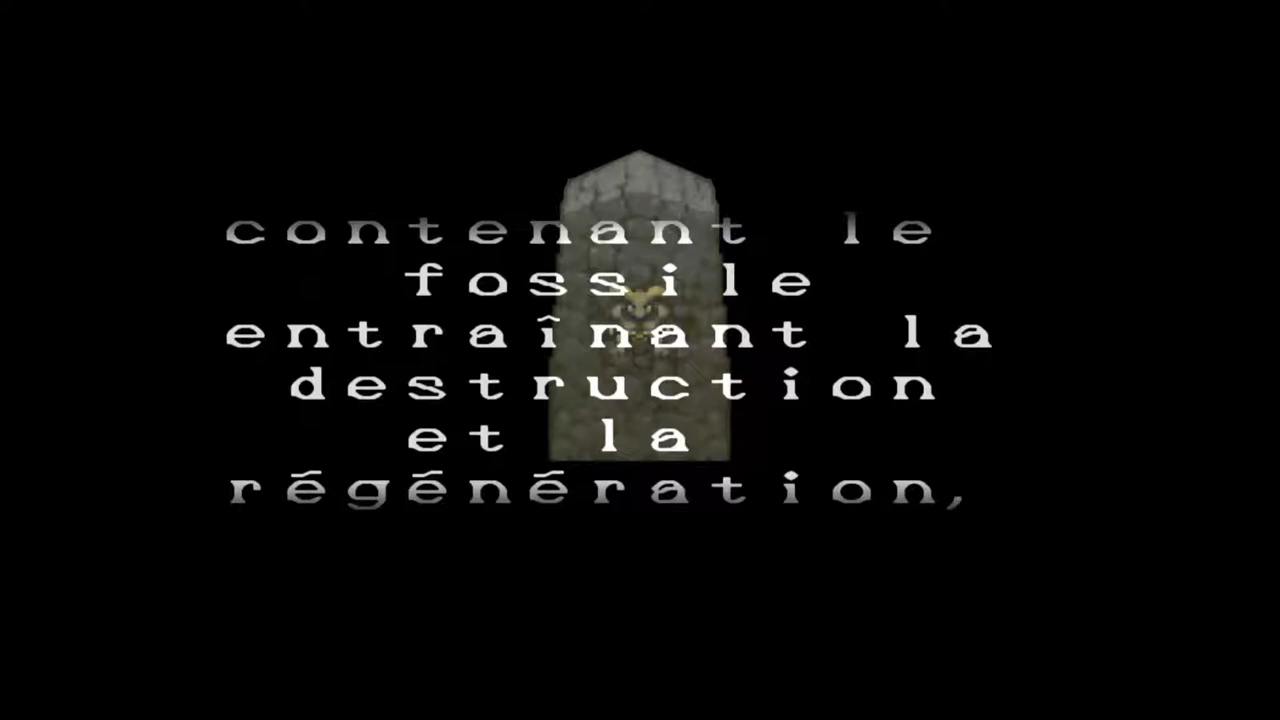 contenant le
fossile
entraînant la
destruction
et la
régénération,